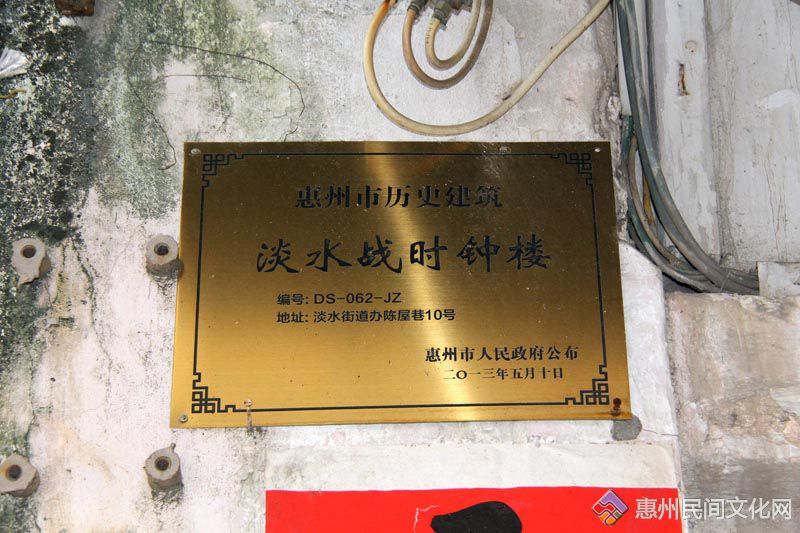 惠州市历史建筑
淡水战时钟楼
编号: DS-062-JZ
地址: 淡水街道办陈屋巷10号
惠州市人民政府公布
二〇一三年五月十日
惠州民间文化网